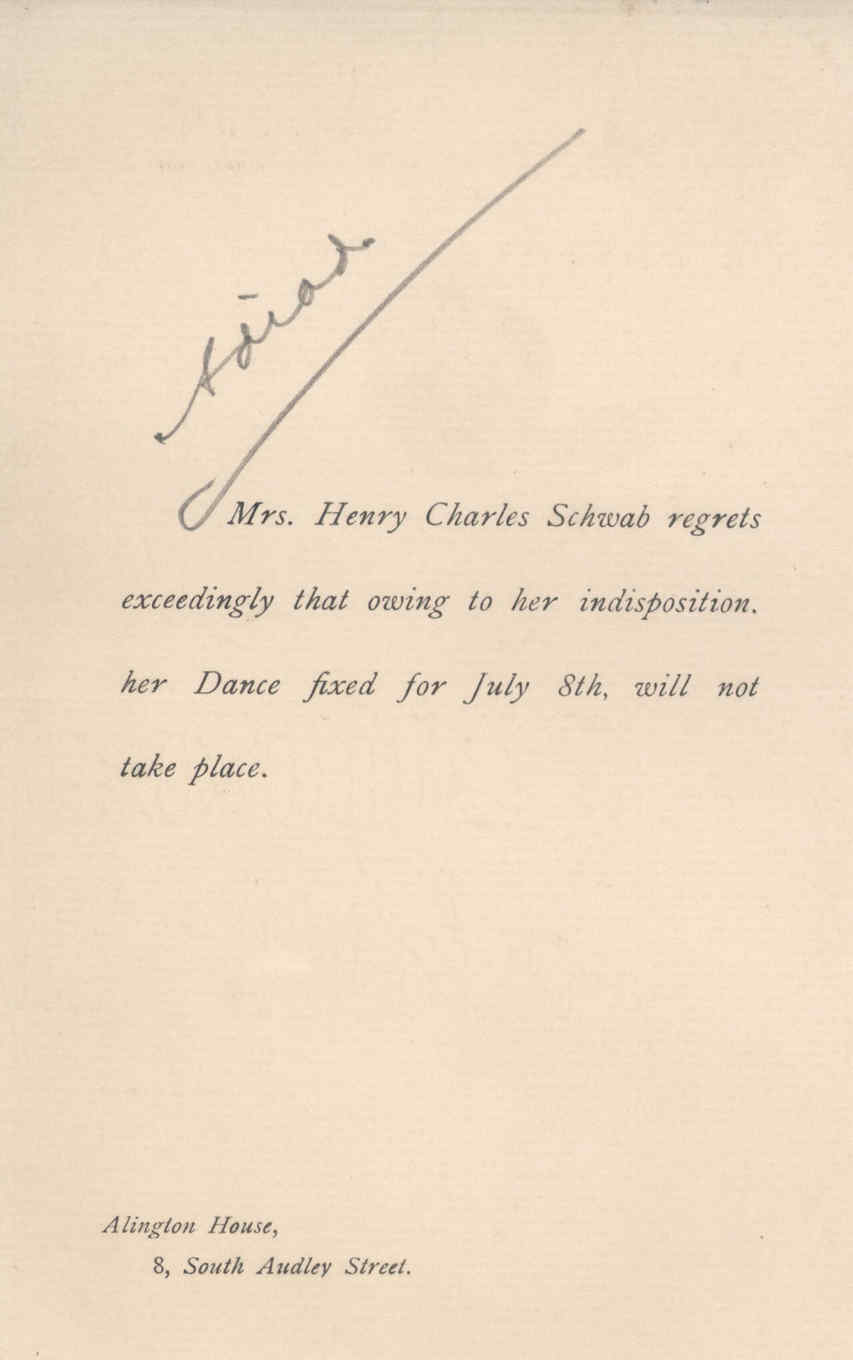 Mrs. Henry Charles Schwab regrets
exceedingly that owing to her indisposition.
her Dance fixed for July 8th, will not
take place.
Alington House,
8, South Audley Street.